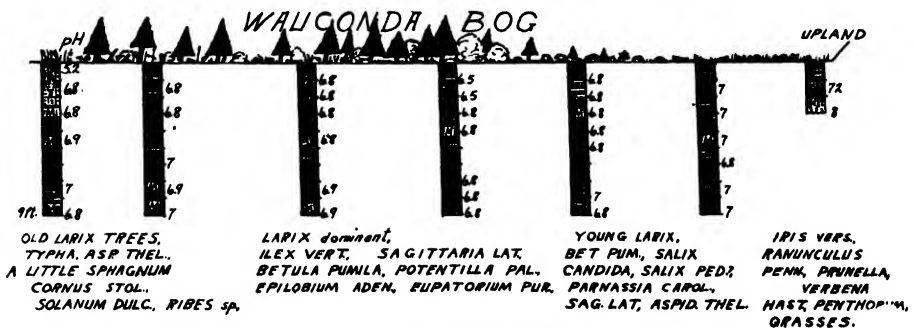 WAUCONDA BOG
pH
UPLAND
5.2
6.8
6.8
6.9
7
6.8
9ft.
6.8
6.8
7
6.9
7
6.8
6.8
6.8
6.9
6.9
6.5
6.5
6.8
6.8
6.8
6.8
6.8
6.8
6.8
6.8
6.8
6.8
7
6.8
7
7
7
6.8
7
7
7.2
8
OLD LARIX TREES,
TYPHA, ASP. THEL.,
A LITTLE SPHAGNUM
CORNUS STOL.,
SOLANUM DULC., RIBES sp.
LARIX dominant,
ILEX VERT., SAGITTARIA LAT.
BETULA PUMILA, POTENTILLA PAL.,
EPILOBIUM ADEN., EUPATORIUM PUR.
YOUNG LARIX,
BET PUM., SALIX
CANDIDA, SALIX PED.,
PARNASSIA CAROL.,
SAG. LAT, ASPID. THEL.
IRIS VERS.,
RANUNCULUS
PENN, PRUNELLA,
VERBENA
HAST, PENTHORUM,
GRASSES.